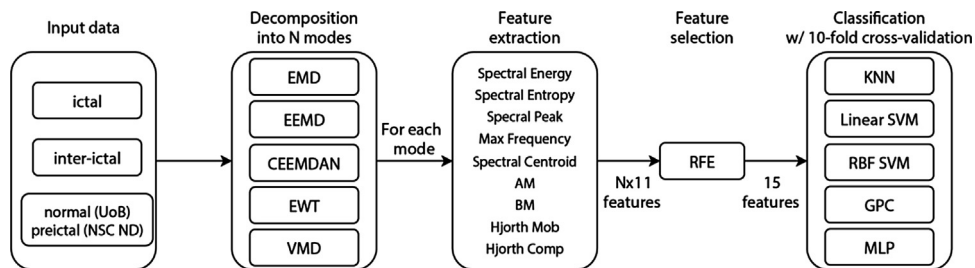 Input data
ictal
inter-ictal
normal (UoB)
preictal (NSC ND)
Decomposition
into N modes
EMD
EEMD
CEEMDAN
EWT
VMD
For each
mode
Feature
extraction
Spectral Energy
Spectral Entropy
Specral Peak
Max Frequency
Spectral Centroid
AM
BM
Hjorth Mob
Hjorth Comp
Nx11
features
Feature
selection
RFE
15
features
Classification
w/ 10-fold cross-validation
KNN
Linear SVM
RBF SVM
GPC
MLP